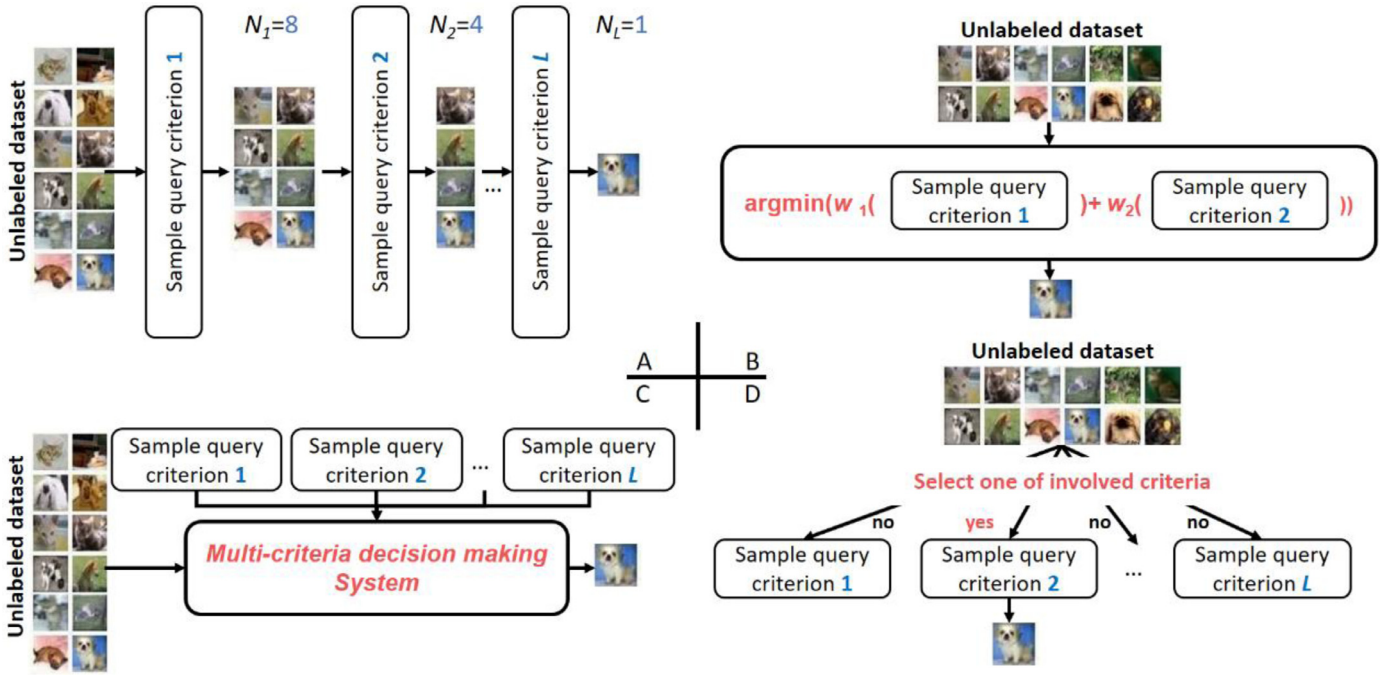 Unlabeled dataset
Sample query criterion 1
N1=8
Sample query criterion 2
N2=4
...
Sample query criterion L
NL=1
Unlabeled dataset
argmin(w 1( Sample query criterion 1 )+ w2( Sample query criterion 2 ))
A
B
C
D
Unlabeled dataset
Sample query
criterion 1
Sample query
criterion 2
...
Sample query
criterion L
Multi-criteria decision making
System
Unlabeled dataset
Select one of involved criteria
no
yes
no
no
Sample query
criterion 1
Sample query
criterion 2
...
Sample query
criterion L